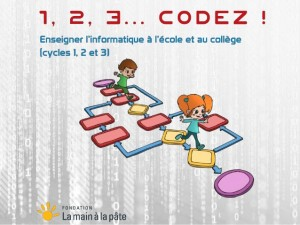 1, 2, 3... CODEZ !
Enseigner l'informatique à l'école et au collège
(cycles 1, 2 et 3)
FONDATION
La main à la pâte